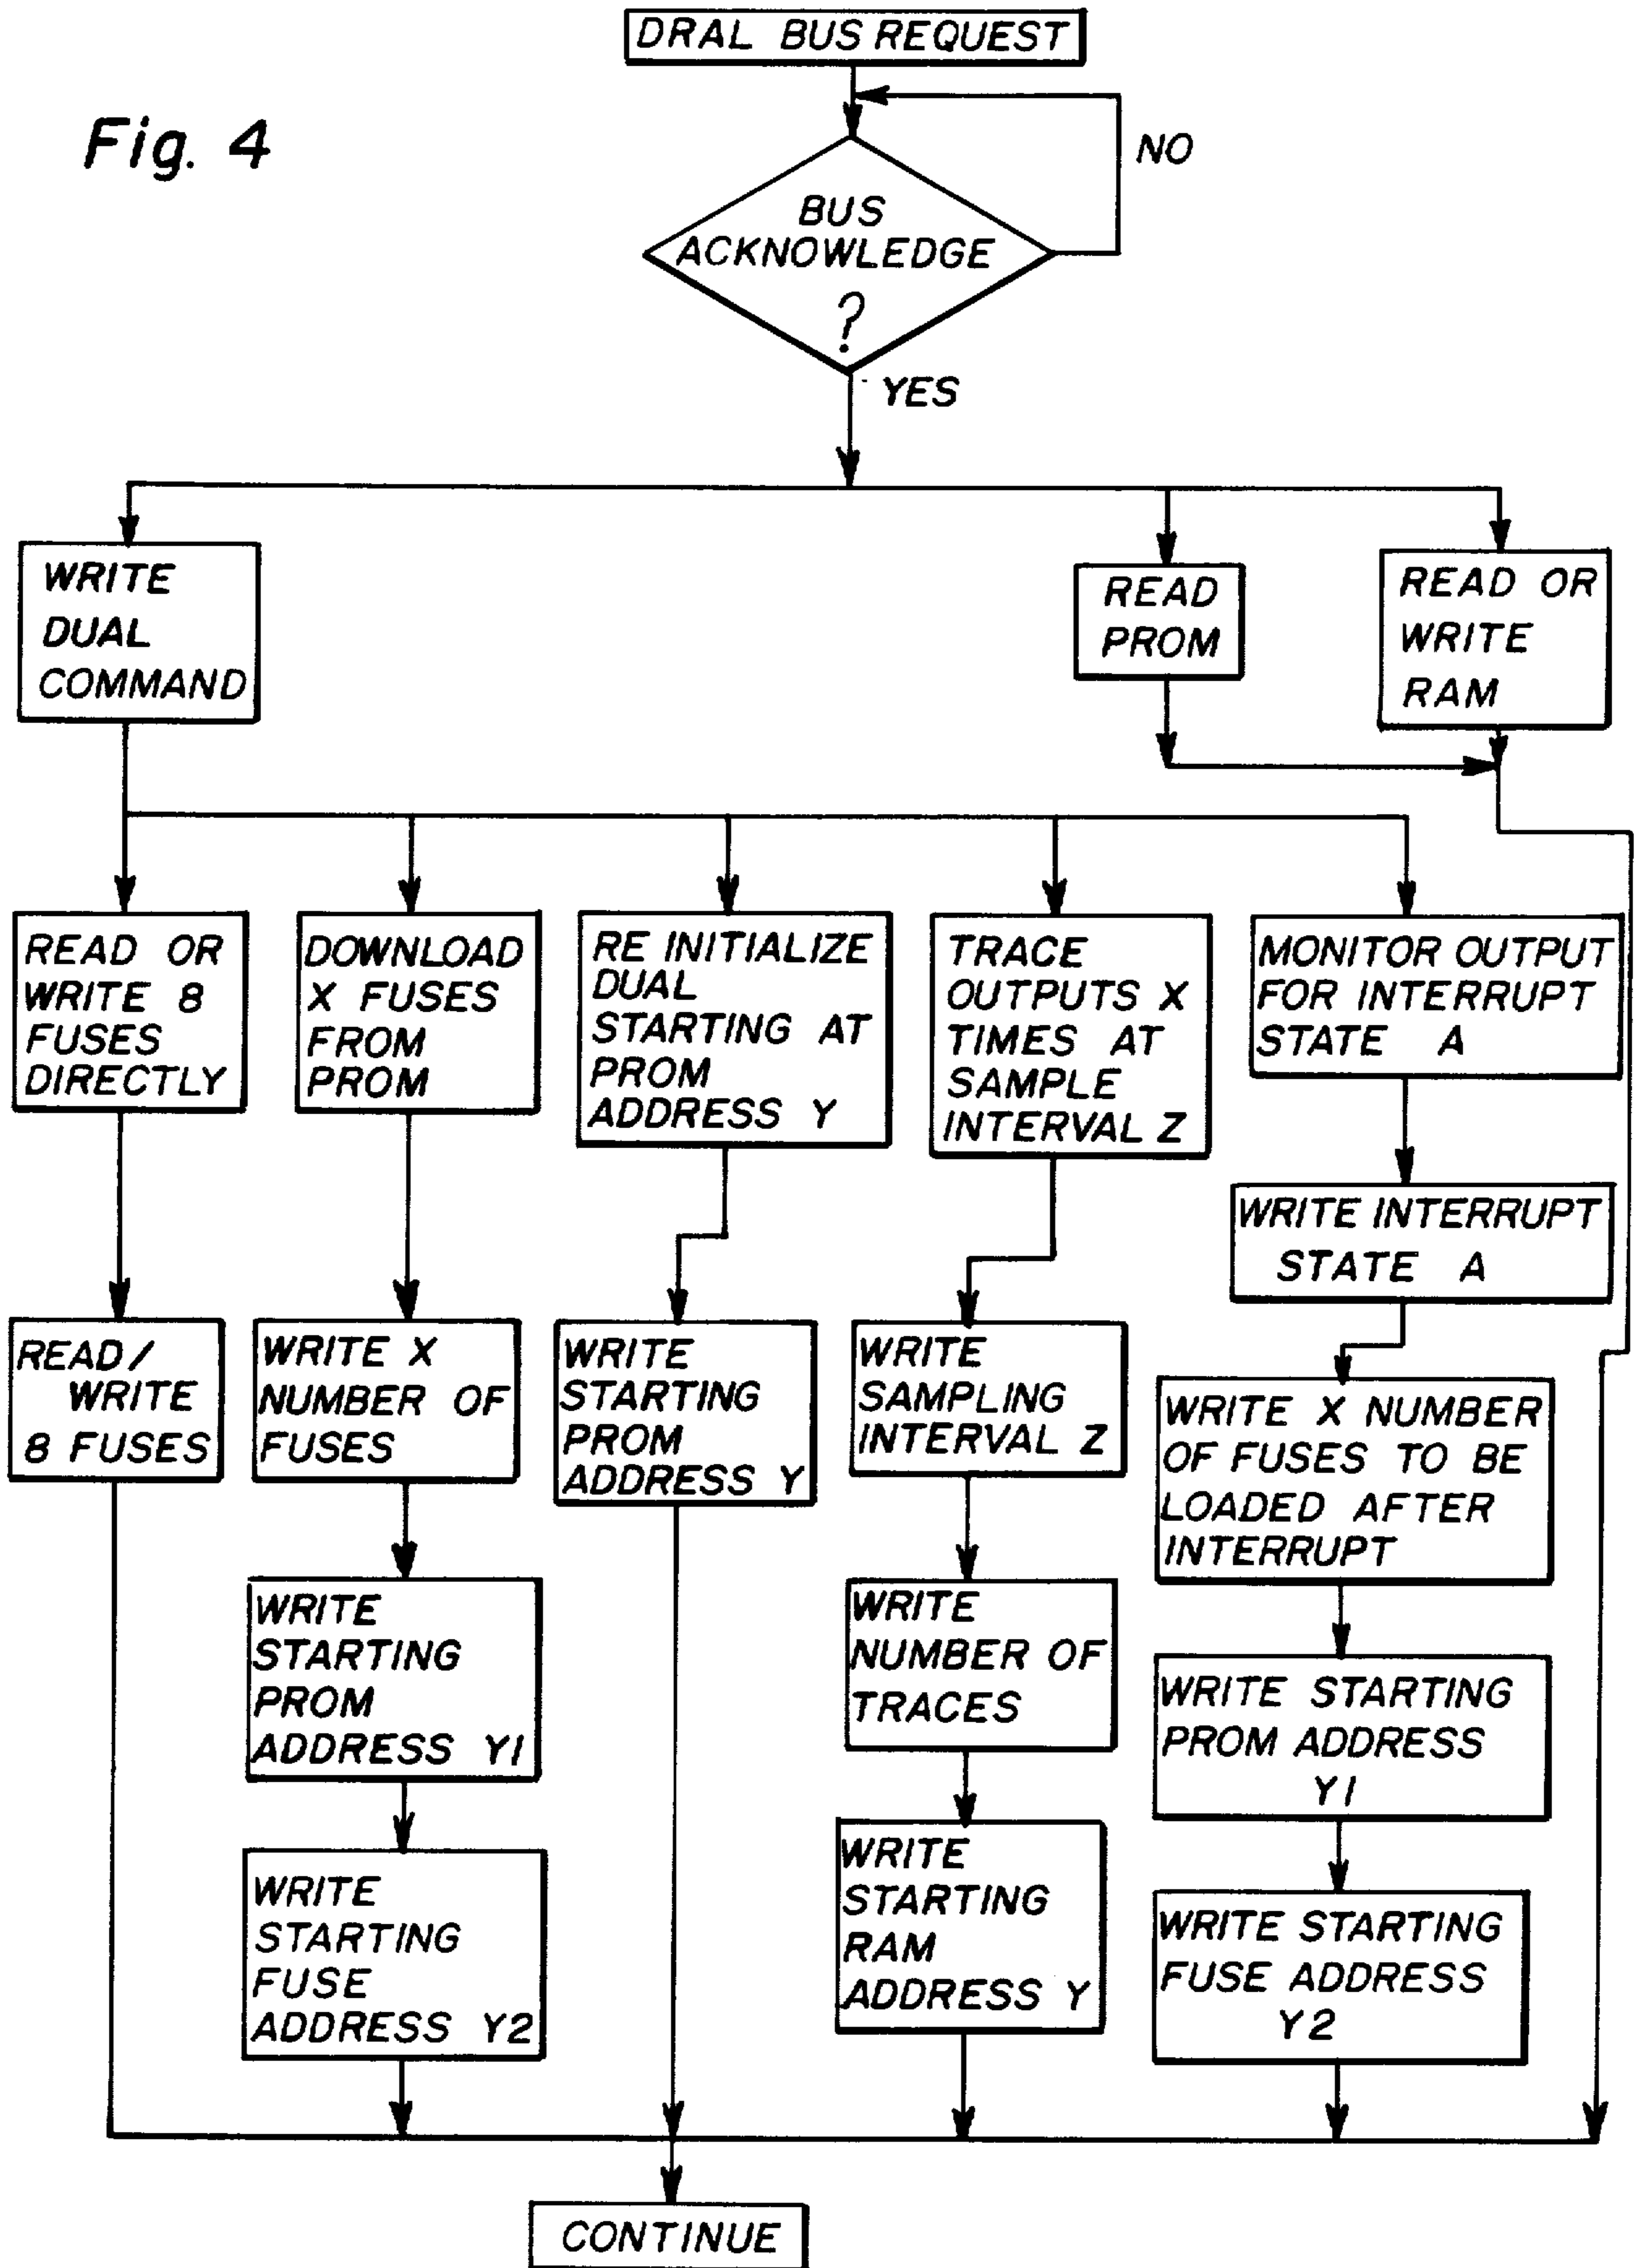 DRAL BUS REQUEST
Fig. 4
NO
BUS
ACKNOWLEDGE
?
YES
WRITE
DUAL
COMMAND
READ
PROM
READ OR
WRITE
RAM
READ OR
WRITE 8
FUSES
DIRECTLY
DOWNLOAD
X FUSES
FROM
PROM
RE INITIALIZE
DUAL
STARTING AT
PROM
ADDRESS Y
TRACE
OUTPUTS X
TIMES AT
SAMPLE
INTERVAL Z
MONITOR OUTPUT
FOR INTERRUPT
STATE A
WRITE INTERRUPT
STATE A
READ/
WRITE
8 FUSES
WRITE X
NUMBER OF
FUSES
WRITE
STARTING
PROM
ADDRESS Y
WRITE
SAMPLING
INTERVAL Z
WRITE X NUMBER
OF FUSES TO BE
LOADED AFTER
INTERRUPT
WRITE
STARTING
PROM
ADDRESS Y1
WRITE
NUMBER OF
TRACES
WRITE STARTING
PROM ADDRESS
Y1
WRITE
STARTING
FUSE
ADDRESS Y2
WRITE
STARTING
RAM
ADDRESS Y
WRITE STARTING
FUSE ADDRESS
Y2
CONTINUE